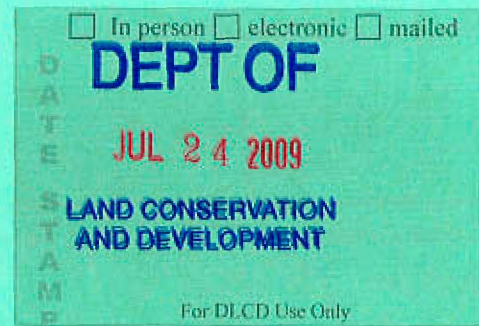 ☐ In person ☐ electronic ☐ mailed
DATE STAMP
DEPT OF
JUL 24 2009
LAND CONSERVATION
AND DEVELOPMENT
For DLCD Use Only